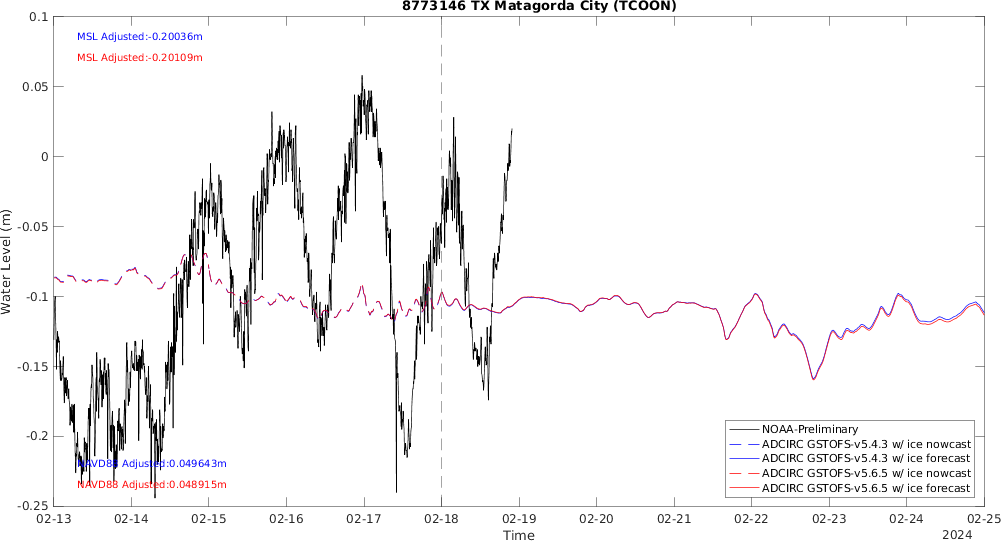 8773146 TX Matagorda City (TCOON)
0.1
0.05
0
-0.05
-0.1
-0.15
-0.2
-0.25
Water Level (m)
MSL Adjusted:-0.20036m
MSL Adjusted:-0.20109m
NAVD88 Adjusted:0.049643m
NAVD88 Adjusted:0.048915m
NOAA-Preliminary
ADCIRC GSTOFS-v5.4.3 w/ ice nowcast
ADCIRC GSTOFS-v5.4.3 w/ ice forecast
ADCIRC GSTOFS-v5.6.5 w/ ice nowcast
ADCIRC GSTOFS-v5.6.5 w/ ice forecast
02-13 02-14 02-15 02-16 02-17 02-18 02-19 02-20 02-21 02-22 02-23 02-24 02-25
Time
2024